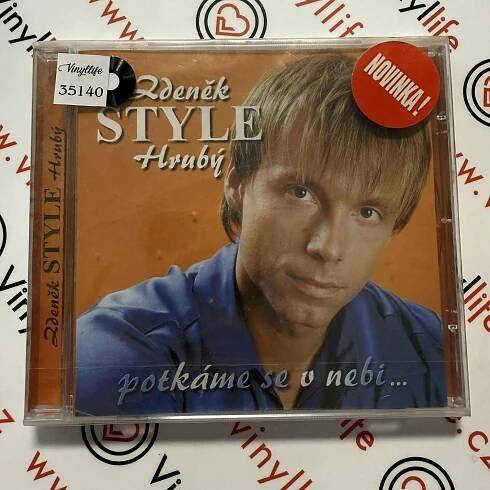 Vinyllife
35140
NOVINKA!
Zdeněk
STYLE
Hrubý
Zdeněk STYLE Hrubý
potkáme se v nebi...